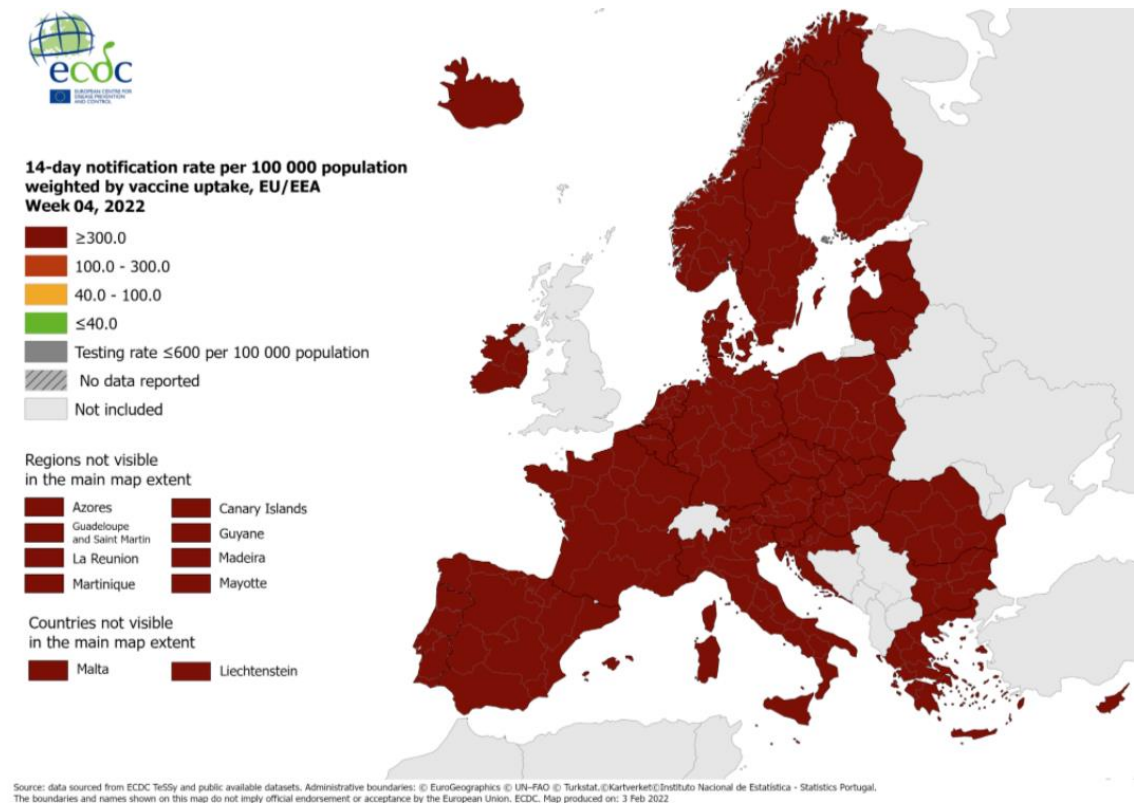 ecdc
EUROPEAN CENTRE FOR
DISEASE PREVENTION
AND CONTROL
14-day notification rate per 100 000 population
weighted by vaccine uptake, EU/EEA
Week 04, 2022
≥300.0
100.0 - 300.0
40.0 - 100.0
≤40.0
Testing rate ≤600 per 100 000 population
No data reported
Not included
Regions not visible
in the main map extent
Azores
Canary Islands
Guadeloupe
and Saint Martin
Guyane
La Reunion
Madeira
Martinique
Mayotte
Countries not visible
in the main map extent
Malta
Liechtenstein
Source: data sourced from ECDC TeSSy and public available datasets. Administrative boundaries: © EuroGeographics © UN–FAO © Turkstat.©Kartverket©Instituto Nacional de Estatística - Statistics Portugal.
The boundaries and names shown on this map do not imply official endorsement or acceptance by the European Union. ECDC. Map produced on: 3 Feb 2022